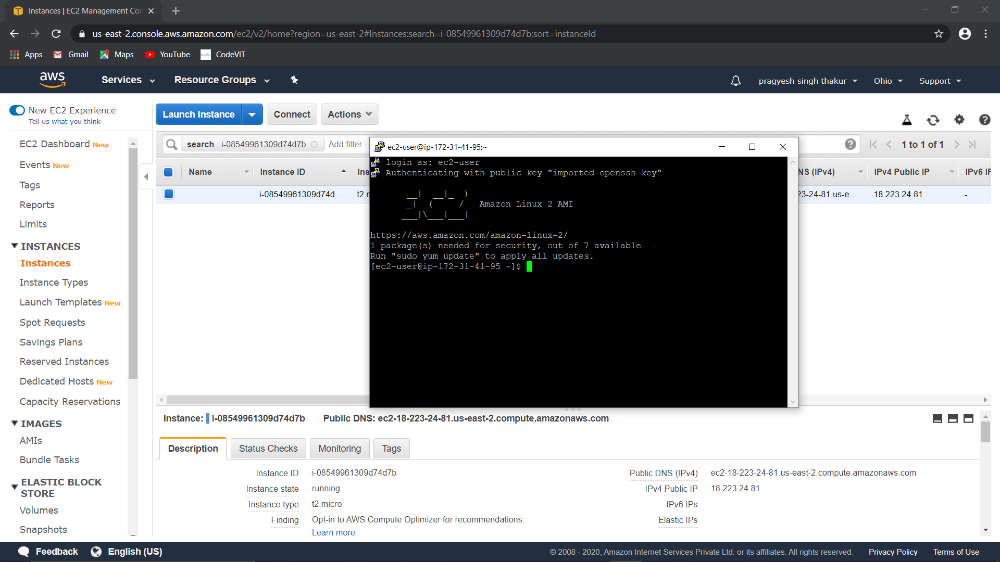 Instances | EC2 Management Con
us-east-2.console.aws.amazon.com/ec2/v2/home?region=us-east-2#Instances:search=i-08549961309d74d7b;sort=instanceId
Apps Gmail Maps YouTube CodeVIT
aws Services Resource Groups pragyesh singh thakur Ohio Support
New EC2 Experience
Tell us what you think
Launch Instance Connect Actions
EC2 Dashboard New
Events New
Tags
Reports
Limits
INSTANCES
Instances
Instance Types
Launch Templates New
Spot Requests
Savings Plans
Reserved Instances
Dedicated Hosts New
Capacity Reservations
IMAGES
AMIs
Bundle Tasks
ELASTIC BLOCK
STORE
Volumes
Snapshots
search : i-08549961309d74d7b Add filter
1 to 1 of 1
Name Instance ID Ins NS (IPv4) IPv4 Public IP IPv6 IP
i-08549961309d74d... t2.m 23-24-81.us-e... 18.223.24.81 -
ec2-user@ip-172-31-41-95:~
login as: ec2-user
Authenticating with public key "imported-openssh-key"
__|  __|_  )
_|  (     /   Amazon Linux 2 AMI
___|\___|___|
https://aws.amazon.com/amazon-linux-2/
1 package(s) needed for security, out of 7 available
Run "sudo yum update" to apply all updates.
[ec2-user@ip-172-31-41-95 ~]$
Instance: i-08549961309d74d7b Public DNS: ec2-18-223-24-81.us-east-2.compute.amazonaws.com
Description Status Checks Monitoring Tags
Instance ID i-08549961309d74d7b Public DNS (IPv4) ec2-18-223-24-81.us-east-2.compute.amazonaws.com
Instance state running IPv4 Public IP 18.223.24.81
Instance type t2.micro IPv6 IPs -
Finding Opt-in to AWS Compute Optimizer for recommendations. Elastic IPs
Learn more
Feedback English (US) © 2008 - 2020, Amazon Internet Services Private Ltd. or its affiliates. All rights reserved. Privacy Policy Terms of Use